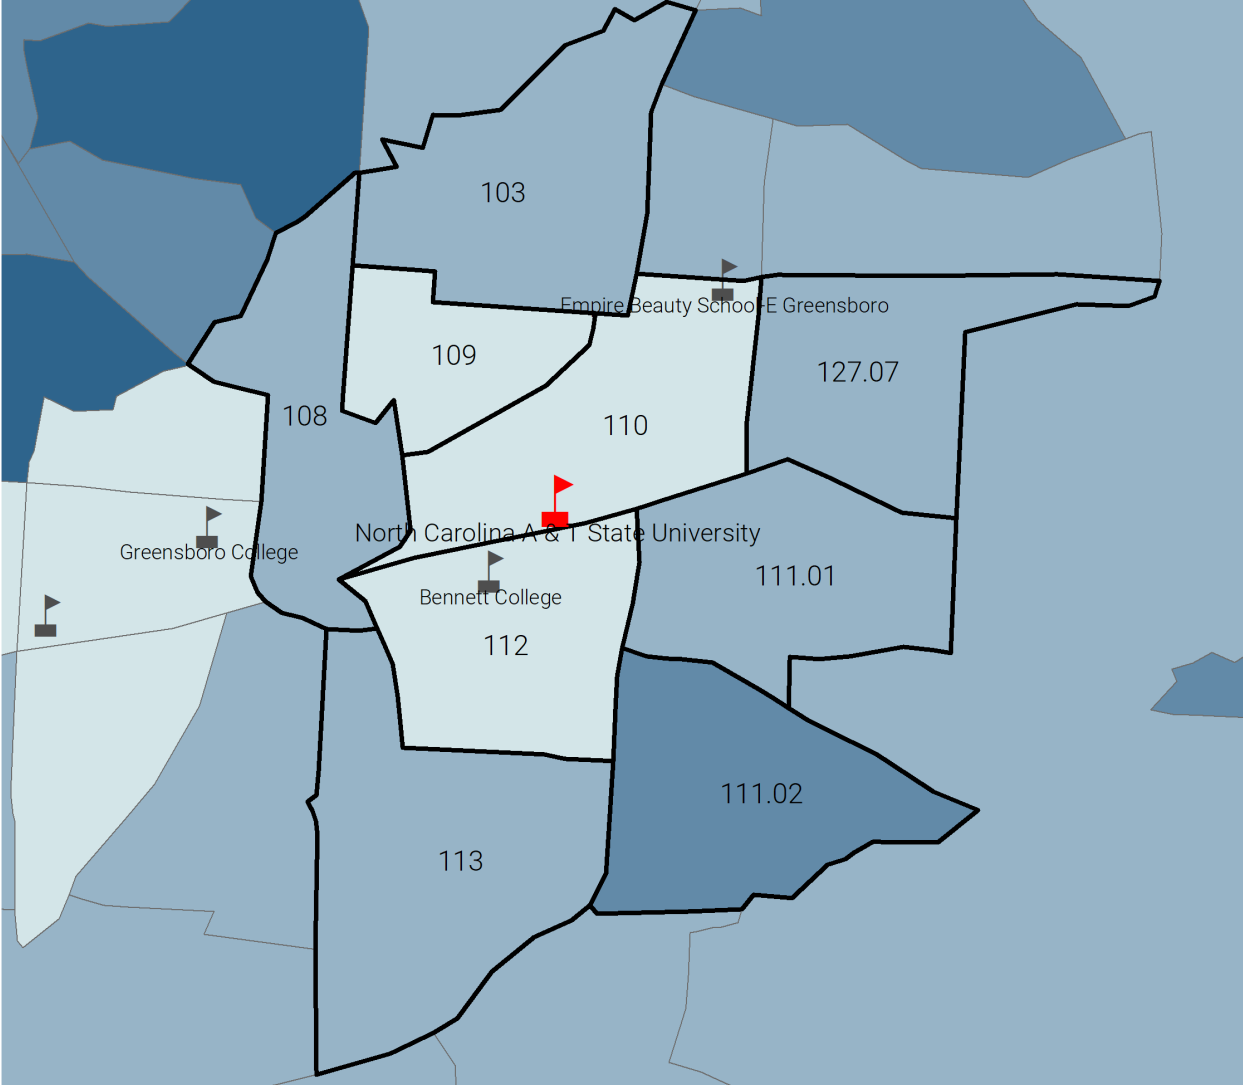 103
Empire Beauty School-E Greensboro
109
127.07
108
110
North Carolina A & T State University
Greensboro College
111.01
Bennett College
112
111.02
113